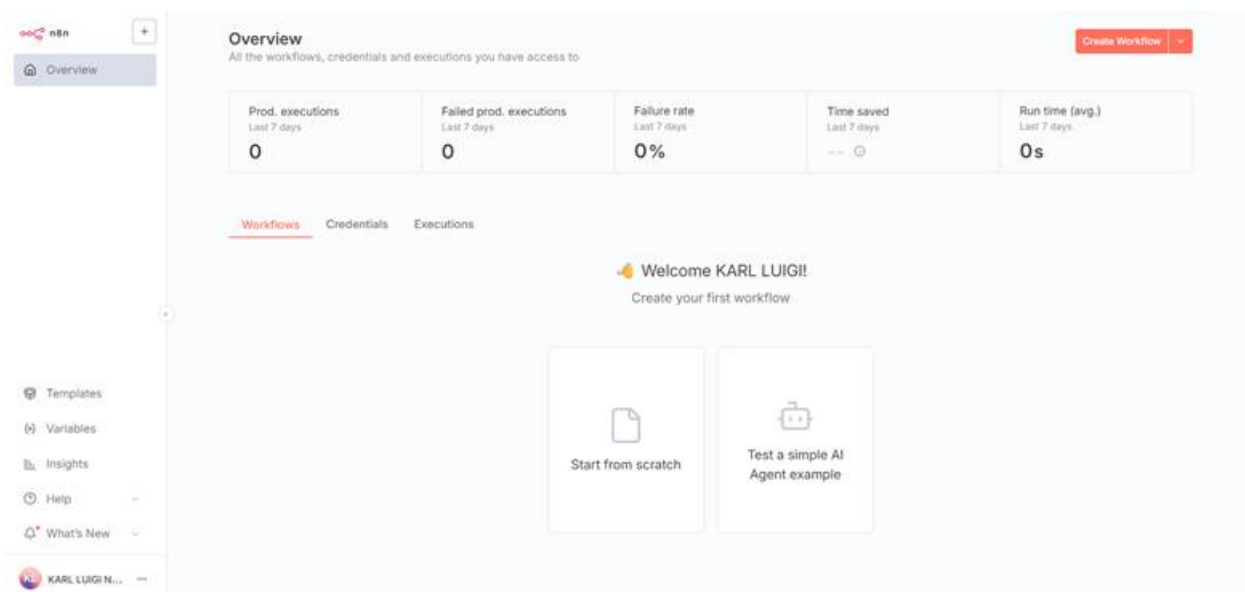 n8n
+
Overview
Templates
Variables
Insights
Help
What's New
KARL LUIGI N...
Overview
All the workflows, credentials and executions you have access to
Create Workflow
Prod. executions
Last 7 days
0
Failed prod. executions
Last 7 days
0
Failure rate
Last 7 days
0%
Time saved
Last 7 days
--
Run time (avg.)
Last 7 days
0s
Workflows Credentials Executions
👋 Welcome KARL LUIGI!
Create your first workflow
Start from scratch
Test a simple AI
Agent example